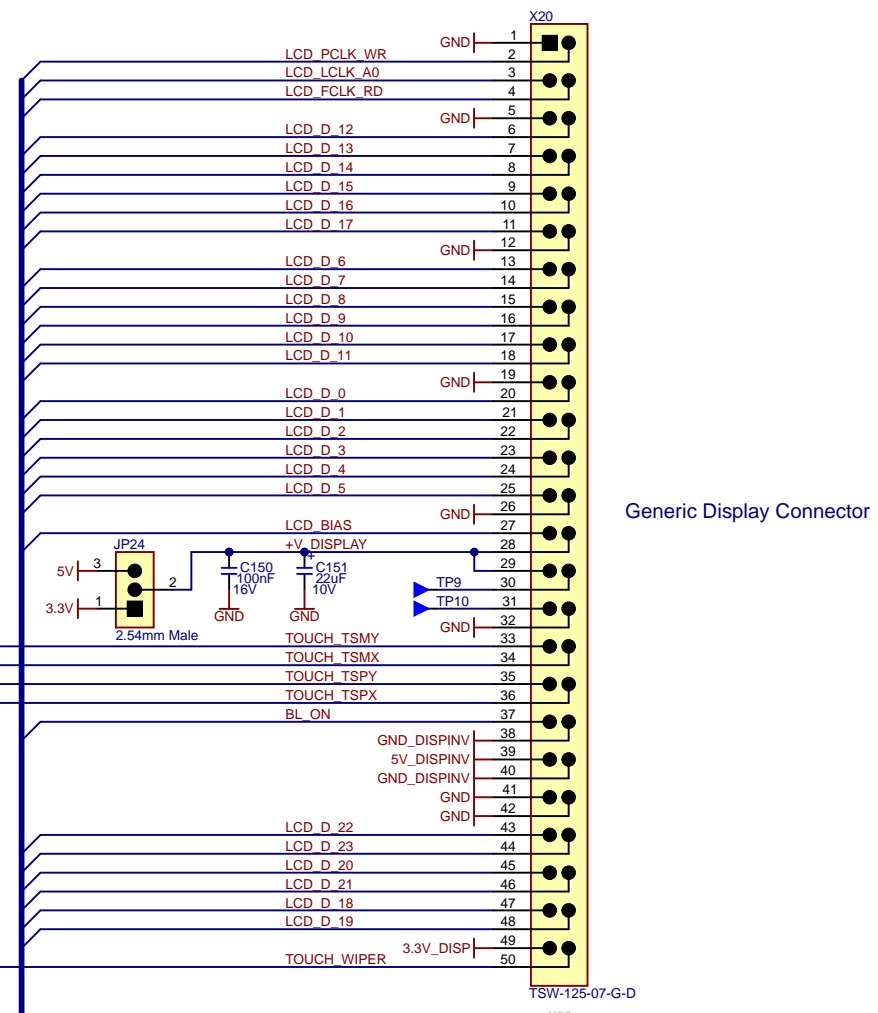 X20
GND 1
LCD_PCLK_WR 2
LCD_LCLK_A0 3
LCD_FCLK_RD 4
GND 5
LCD_D_12 6
LCD_D_13 7
LCD_D_14 8
LCD_D_15 9
LCD_D_16 10
LCD_D_17 11
GND 12
LCD_D_6 13
LCD_D_7 14
LCD_D_8 15
LCD_D_9 16
LCD_D_10 17
LCD_D_11 18
GND 19
LCD_D_0 20
LCD_D_1 21
LCD_D_2 22
LCD_D_3 23
LCD_D_4 24
LCD_D_5 25
GND 26
Generic Display Connector
LCD_BIAS 27
JP24 +V_DISPLAY 28
5V 3 C150 + C151 29
100nF 22uF
2 16V 10V TP9 30
3.3V 1 GND GND TP10 31
GND 32
2.54mm Male
TOUCH_TSMY 33
TOUCH_TSMX 34
TOUCH_TSPY 35
TOUCH_TSPX 36
BL_ON 37
GND_DISPINV 38
5V_DISPINV 39
GND_DISPINV 40
GND 41
GND 42
LCD_D_22 43
LCD_D_23 44
LCD_D_20 45
LCD_D_21 46
LCD_D_18 47
LCD_D_19 48
3.3V_DISP 49
TOUCH_WIPER 50
TSW-125-07-G-D